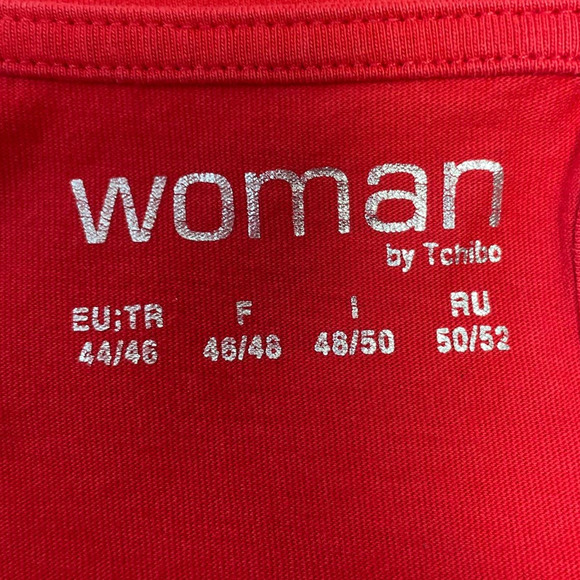 woman
by Tchibo
EU;TR F I RU
44/46 46/48 48/50 50/52